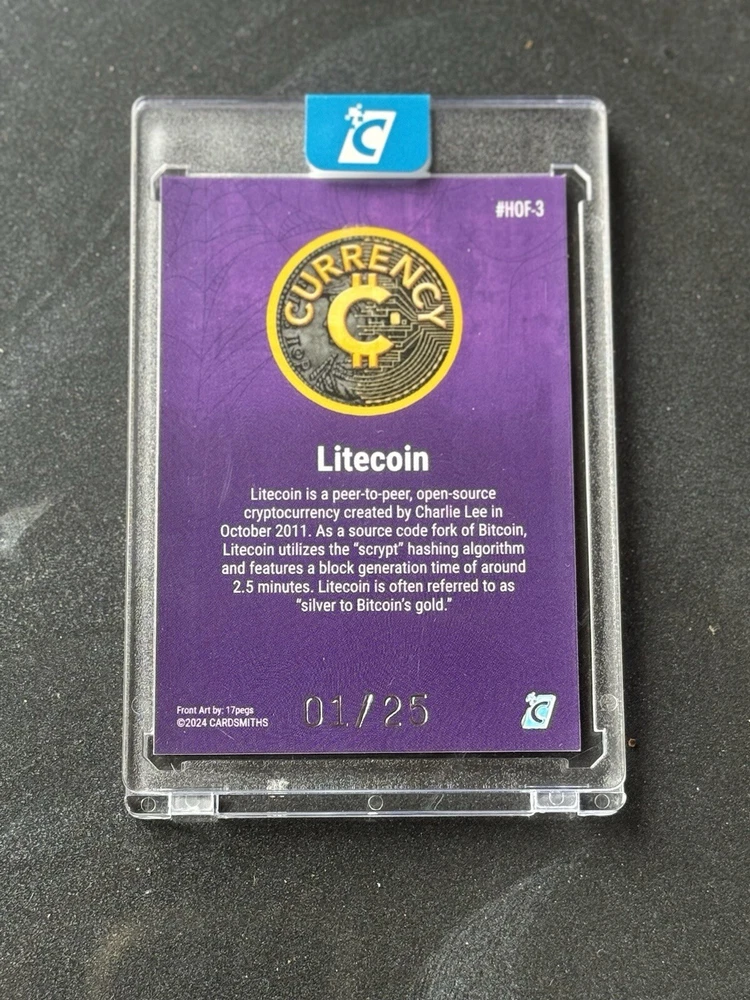 #HOF-3
CURRENCY
Litecoin
Litecoin is a peer-to-peer, open-source
cryptocurrency created by Charlie Lee in
October 2011. As a source code fork of Bitcoin,
Litecoin utilizes the “scrypt” hashing algorithm
and features a block generation time of around
2.5 minutes. Litecoin is often referred to as
“silver to Bitcoin’s gold.”
Front Art by: 17pegs
©2024 CARDSMITHS
01/25